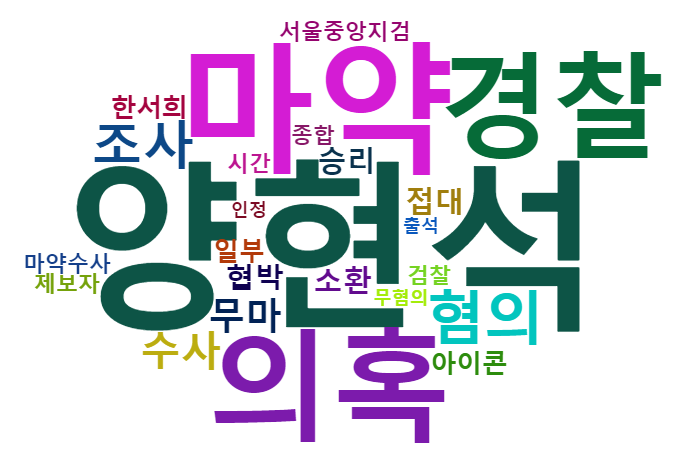 서울중앙지검
마약 경찰
한서희
조사 종합
시간 승리
양현석
인정 접대
출석
일부
마약수사 협박 소환 검찰
제보자
무마 무혐의 혐의
수사 의혹 아이콘